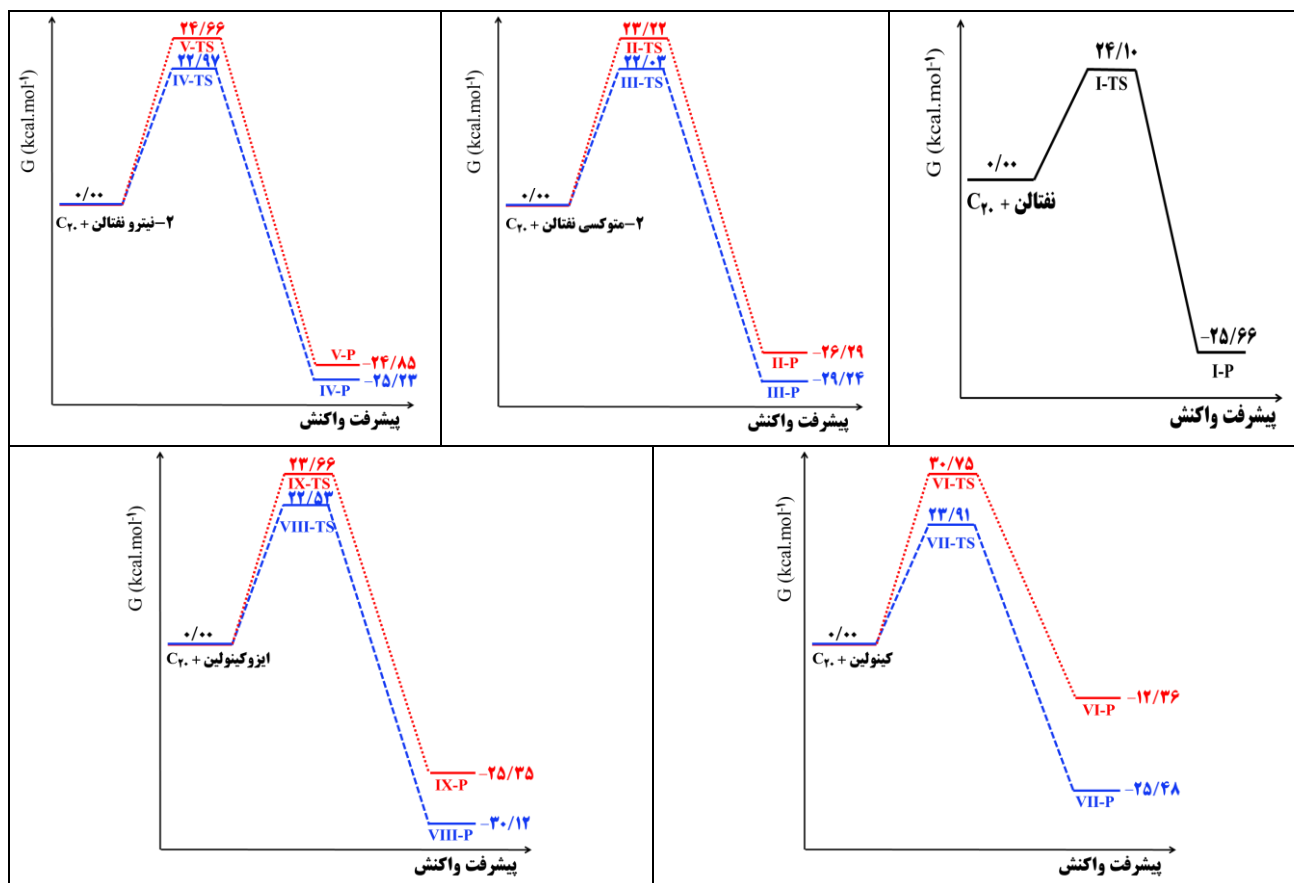 G (kcal.mol⁻¹)
۲۴/۶۶
V-TS
۲۲/۹۷
IV-TS
۰/۰۰
C₂۰ + ۲-نیترو نفتالن
V-P
–۲۴/۸۵
IV-P
–۲۵/۲۳
پیشرفت واکنش
G (kcal.mol⁻¹)
۲۳/۲۲
II-TS
۲۲/۰۳
III-TS
۰/۰۰
C₂۰ + ۲-متوکسی نفتالن
–۲۶/۲۹
II-P
–۲۹/۲۴
III-P
پیشرفت واکنش
G (kcal.mol⁻¹)
۲۴/۱۰
I-TS
۰/۰۰
C₂۰ + نفتالن
–۲۵/۶۶
I-P
پیشرفت واکنش
G (kcal.mol⁻¹)
۲۳/۶۶
IX-TS
۲۲/۵۳
VIII-TS
۰/۰۰
C₂۰ + ایزوکینولین
–۲۵/۳۵
IX-P
–۳۰/۱۲
VIII-P
پیشرفت واکنش
G (kcal.mol⁻¹)
۳۰/۷۵
VI-TS
۲۳/۹۱
VII-TS
۰/۰۰
C₂۰ + کینولین
–۱۲/۳۶
VI-P
–۲۵/۴۸
VII-P
پیشرفت واکنش